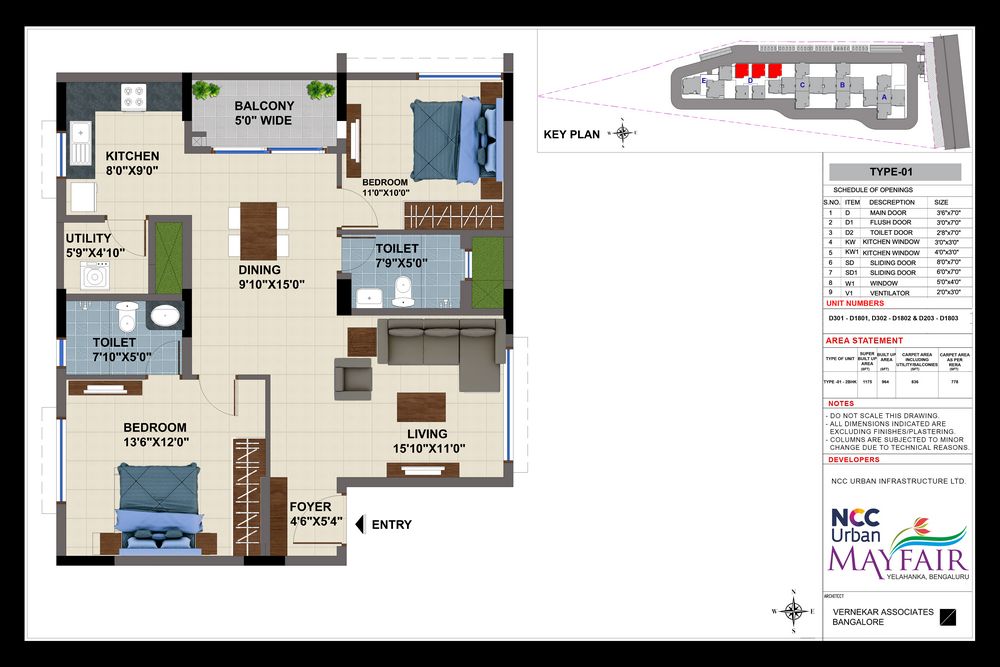 BALCONY
5'0" WIDE
KITCHEN
8'0"X9'0"
BEDROOM
11'0"X10'0"
UTILITY
5'9"X4'10"
TOILET
7'9"X5'0"
DINING
9'10"X15'0"
TOILET
7'10"X5'0"
BEDROOM
13'6"X12'0"
LIVING
15'10"X11'0"
FOYER
4'6"X5'4"
ENTRY
KEY PLAN
N
W E
S
E
D
C
B
A
TYPE-01
SCHEDULE OF OPENINGS
S.NO. ITEM DESCREPTION SIZE
1 D MAIN DOOR 3'6"x7'0"
2 D1 FLUSH DOOR 3'0"x7'0"
3 D2 TOILET DOOR 2'8"x7'0"
4 KW KITCHEN WINDOW 3'0"x3'0"
5 KW1 KITCHEN WINDOW 4'0"x3'0"
6 SD SLIDING DOOR 8'0"x7'0"
7 SD1 SLIDING DOOR 6'0"x7'0"
8 W1 WINDOW 5'0"x4'0"
9 V1 VENTILATOR 2'0"x3'0"
UNIT NUMBERS
D301 - D1801, D302 - D1802 & D203 - D1803
AREA STATEMENT
TYPE OF UNIT SUPER BUILT UP AREA (SFT) BUILT UP AREA (SFT) CARPET AREA INCLUDING UTILITY/BALCONIES (SFT) CARPET AREA AS PER RERA (SFT)
TYPE -01 - 2BHK 1175 964 836 778
NOTES
- DO NOT SCALE THIS DRAWING.
- ALL DIMENSIONS INDICATED ARE
EXCLUDING FINISHES/PLASTERING.
- COLUMNS ARE SUBJECTED TO MINOR
CHANGE DUE TO TECHNICAL REASONS.
DEVELOPERS
NCC URBAN INFRASTRUCTURE LTD.
NCC
Urban
MAYFAIR
YELAHANKA, BENGALURU
ARCHITECT
VERNEKAR ASSOCIATES
BANGALORE
N
W E
S